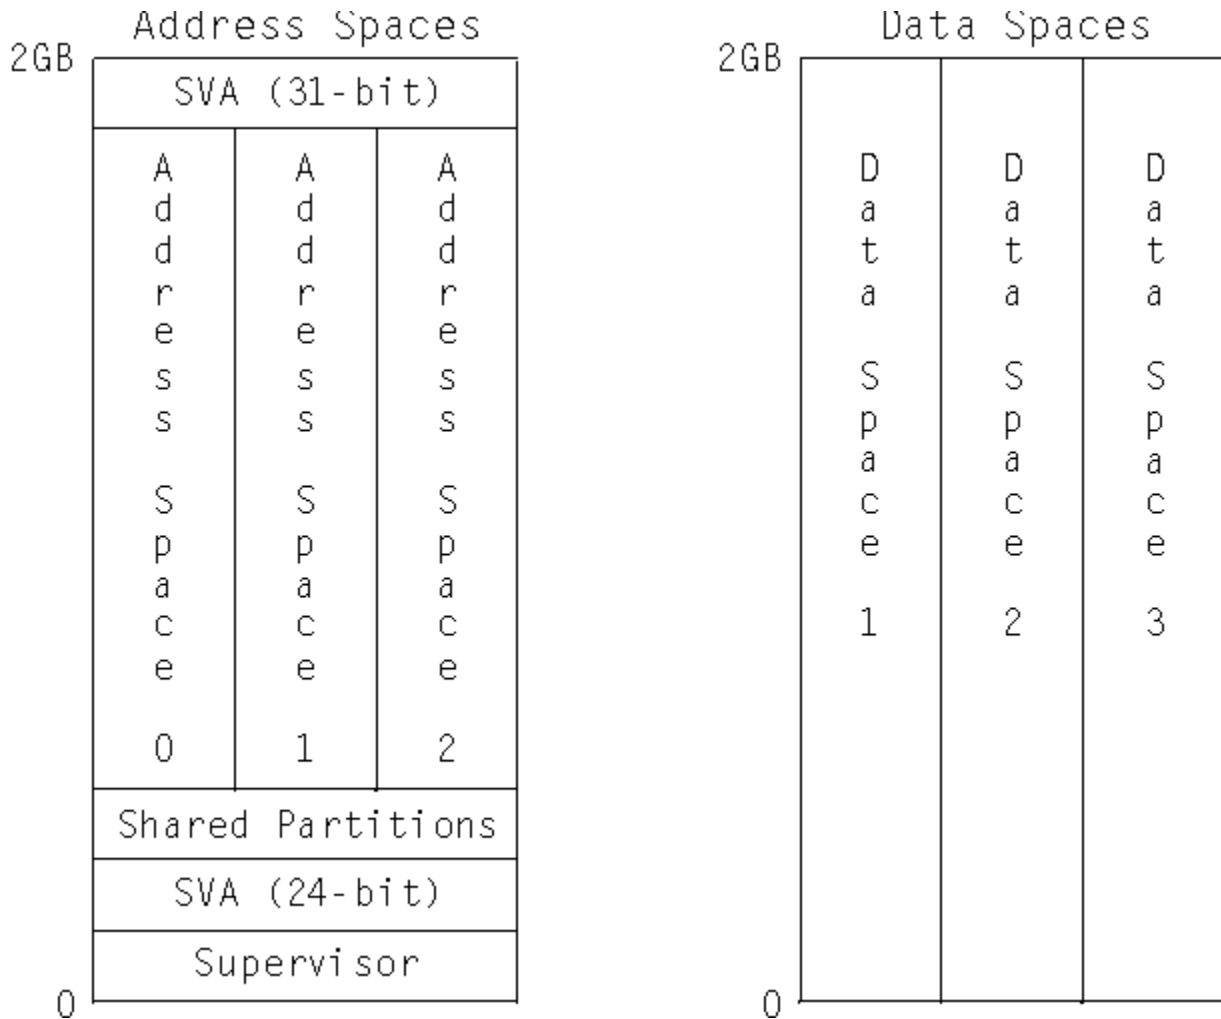 Address Spaces
2GB
SVA (31-bit)
Address Space 0
Address Space 1
Address Space 2
Shared Partitions
SVA (24-bit)
Supervisor
0
Data Spaces
2GB
Data Space 1
Data Space 2
Data Space 3
0